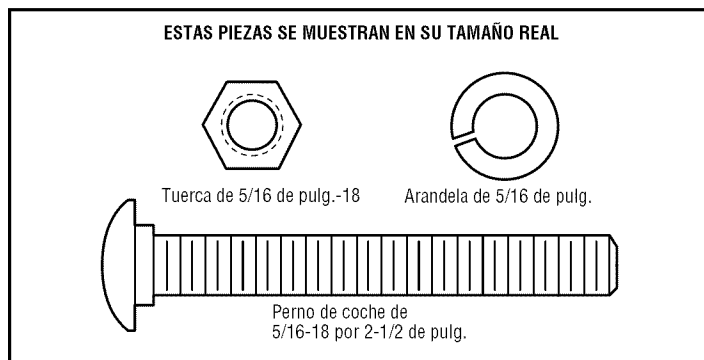 ESTAS PIEZAS SE MUESTRAN EN SU TAMAÑO REAL
Tuerca de 5/16 de pulg.-18
Arandela de 5/16 de pulg.
Perno de coche de
5/16-18 por 2-1/2 de pulg.